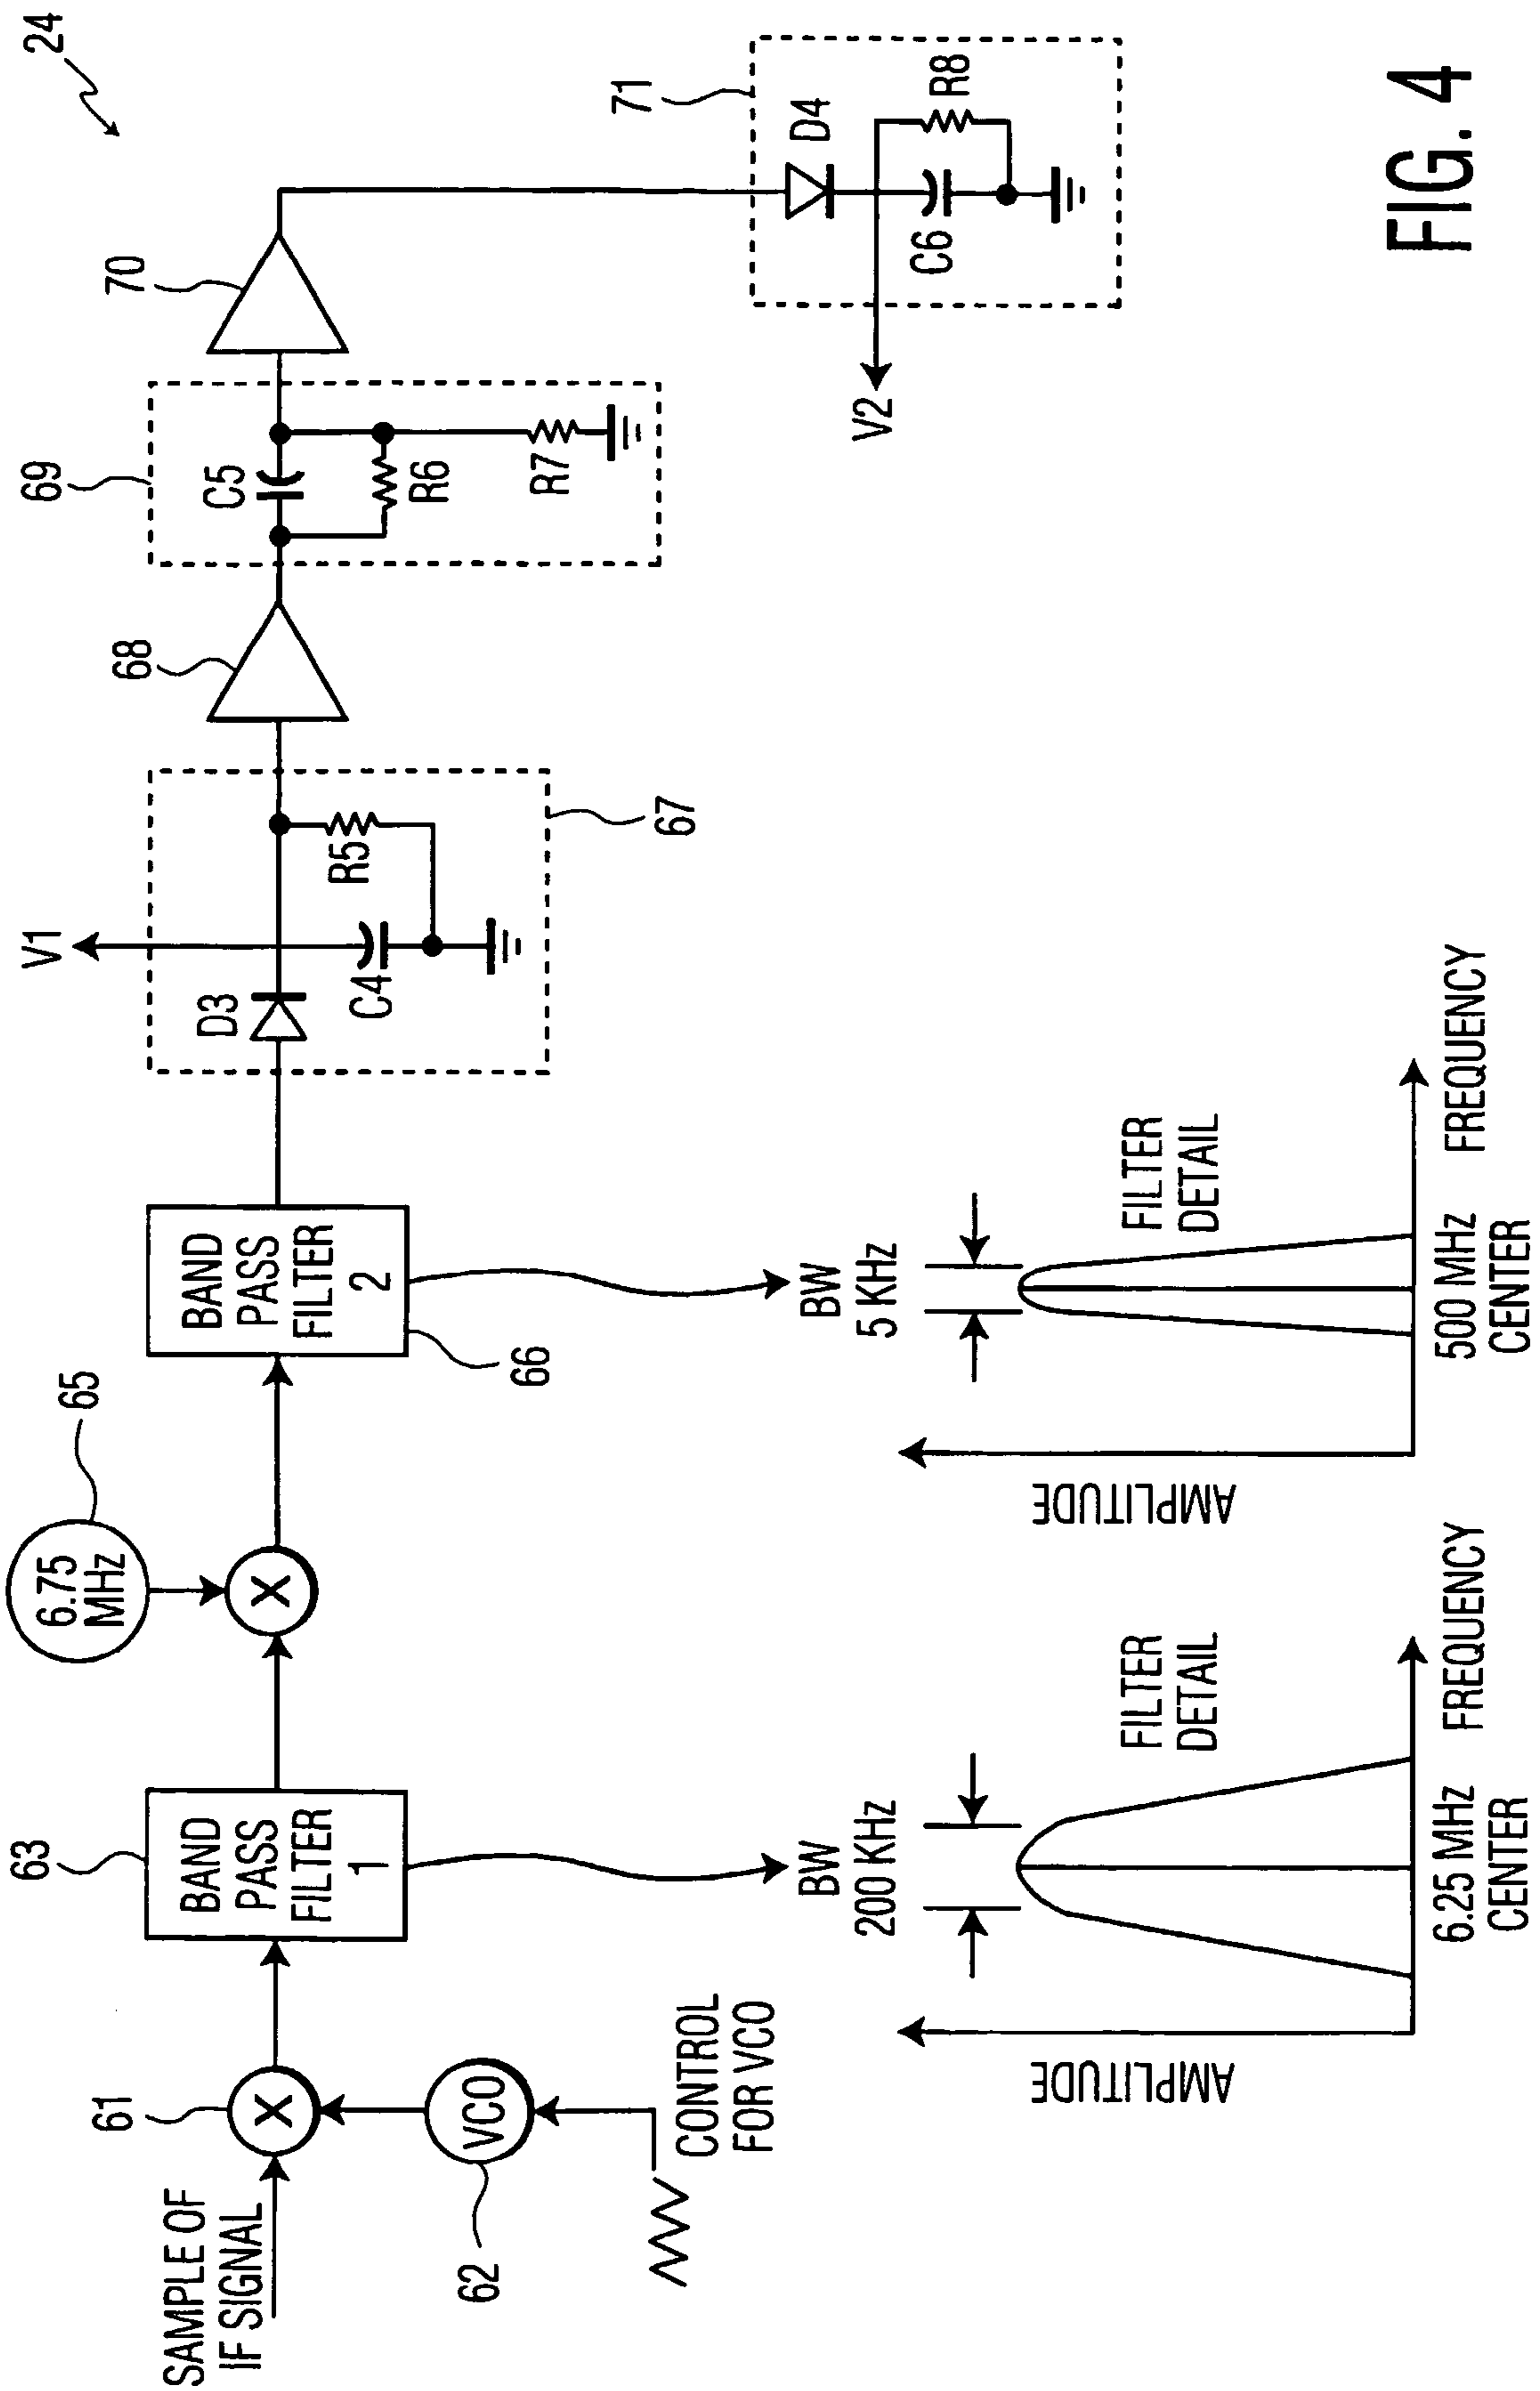 24
SAMPLE OF
IF SIGNAL
61
X
VCO
62
CONTROL
FOR VCO
63
BAND
PASS
FILTER
1
6.75
MHz
65
X
BAND
PASS
FILTER
2
66
V1
D3
C4
R5
67
68
69
C5
R6
R7
70
71
D4
C6
R8
V2
BW
200 KHz
FILTER
DETAIL
AMPLITUDE
FREQUENCY
6.25 MHz
CENTER
BW
5 KHz
FILTER
DETAIL
AMPLITUDE
FREQUENCY
500 MHz
CENTER
FIG. 4